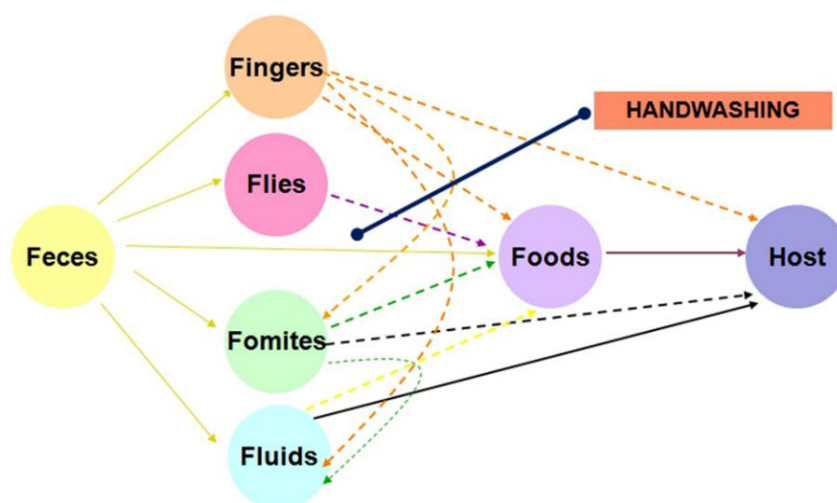 Fingers
HANDWASHING
Flies
Feces
Foods
Host
Fomites
Fluids